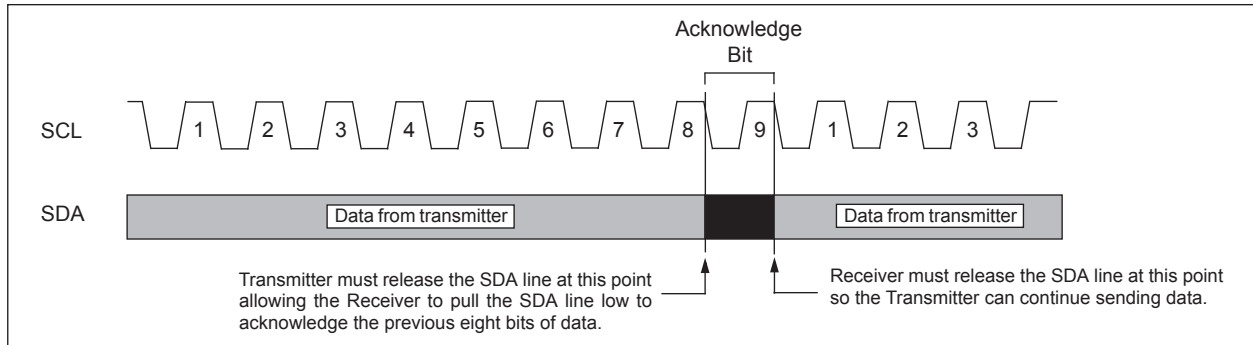 Acknowledge
Bit
SCL
1 2 3 4 5 6 7 8 9 1 2 3
SDA
Data from transmitter
Data from transmitter
Transmitter must release the SDA line at this point
allowing the Receiver to pull the SDA line low to
acknowledge the previous eight bits of data.
Receiver must release the SDA line at this point
so the Transmitter can continue sending data.